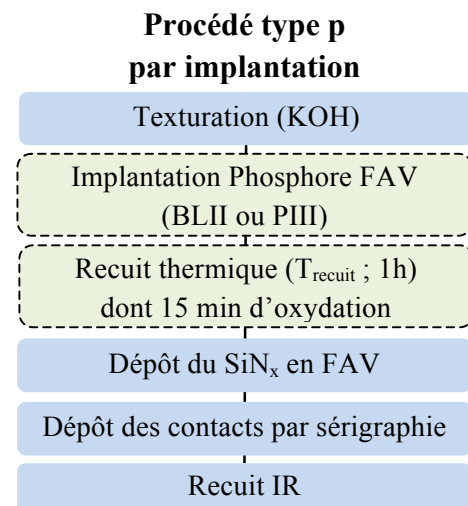 Procédé type p
par implantation
Texturation (KOH)
Implantation Phosphore FAV
(BLII ou PIII)
Recuit thermique (Trecuit ; 1h)
dont 15 min d’oxydation
Dépôt du SiNx en FAV
Dépôt des contacts par sérigraphie
Recuit IR